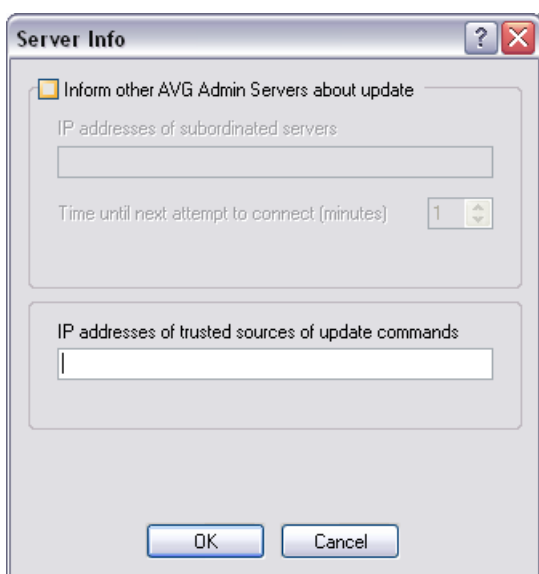 Server Info
Inform other AVG Admin Servers about update
IP addresses of subordinated servers
Time until next attempt to connect (minutes) 1
IP addresses of trusted sources of update commands
OK Cancel